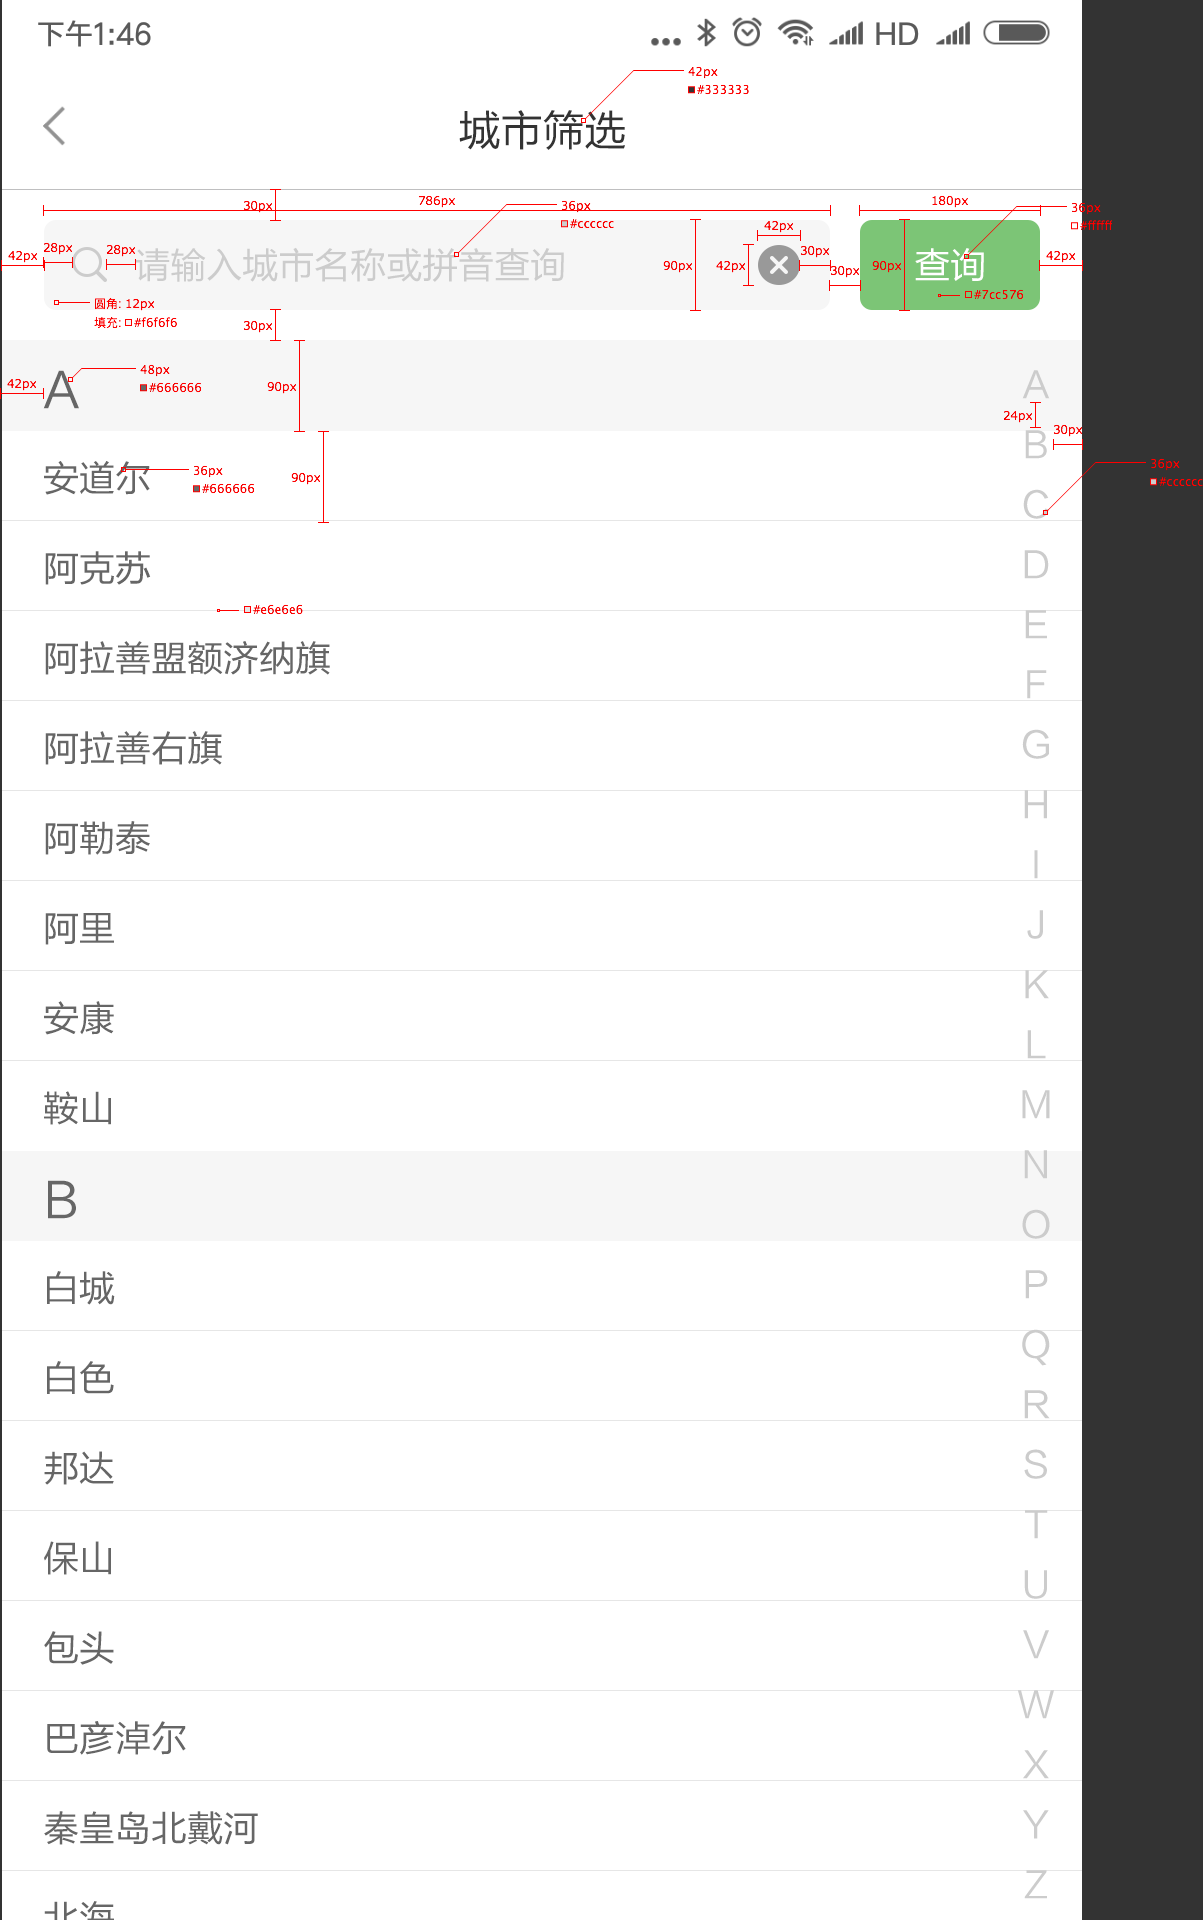 下午1:46 HD
42px
#333333
城市筛选
30px 786px 36px 180px 36px
#cccccc 42px #ffffff
42px 28px 28px 请输入城市名称或拼音查询 90px 42px 30px 30px 90px 查询 42px
圆角: 12px #7cc576
填充: #f6f6f6
30px
42px A 48px 90px A
#666666
24px
30px
B
安道尔 36px 90px 36px
#666666 #cccccc
C
阿克苏 D
#e6e6e6
E
阿拉善盟额济纳旗
F
阿拉善右旗 G
H
阿勒泰
I
阿里 J
K
安康
L
鞍山 M
N
B O
白城 P
Q
白色
R
邦达 S
T
保山
U
包头 V
W
巴彦淖尔
X
秦皇岛北戴河 Y
Z
北海